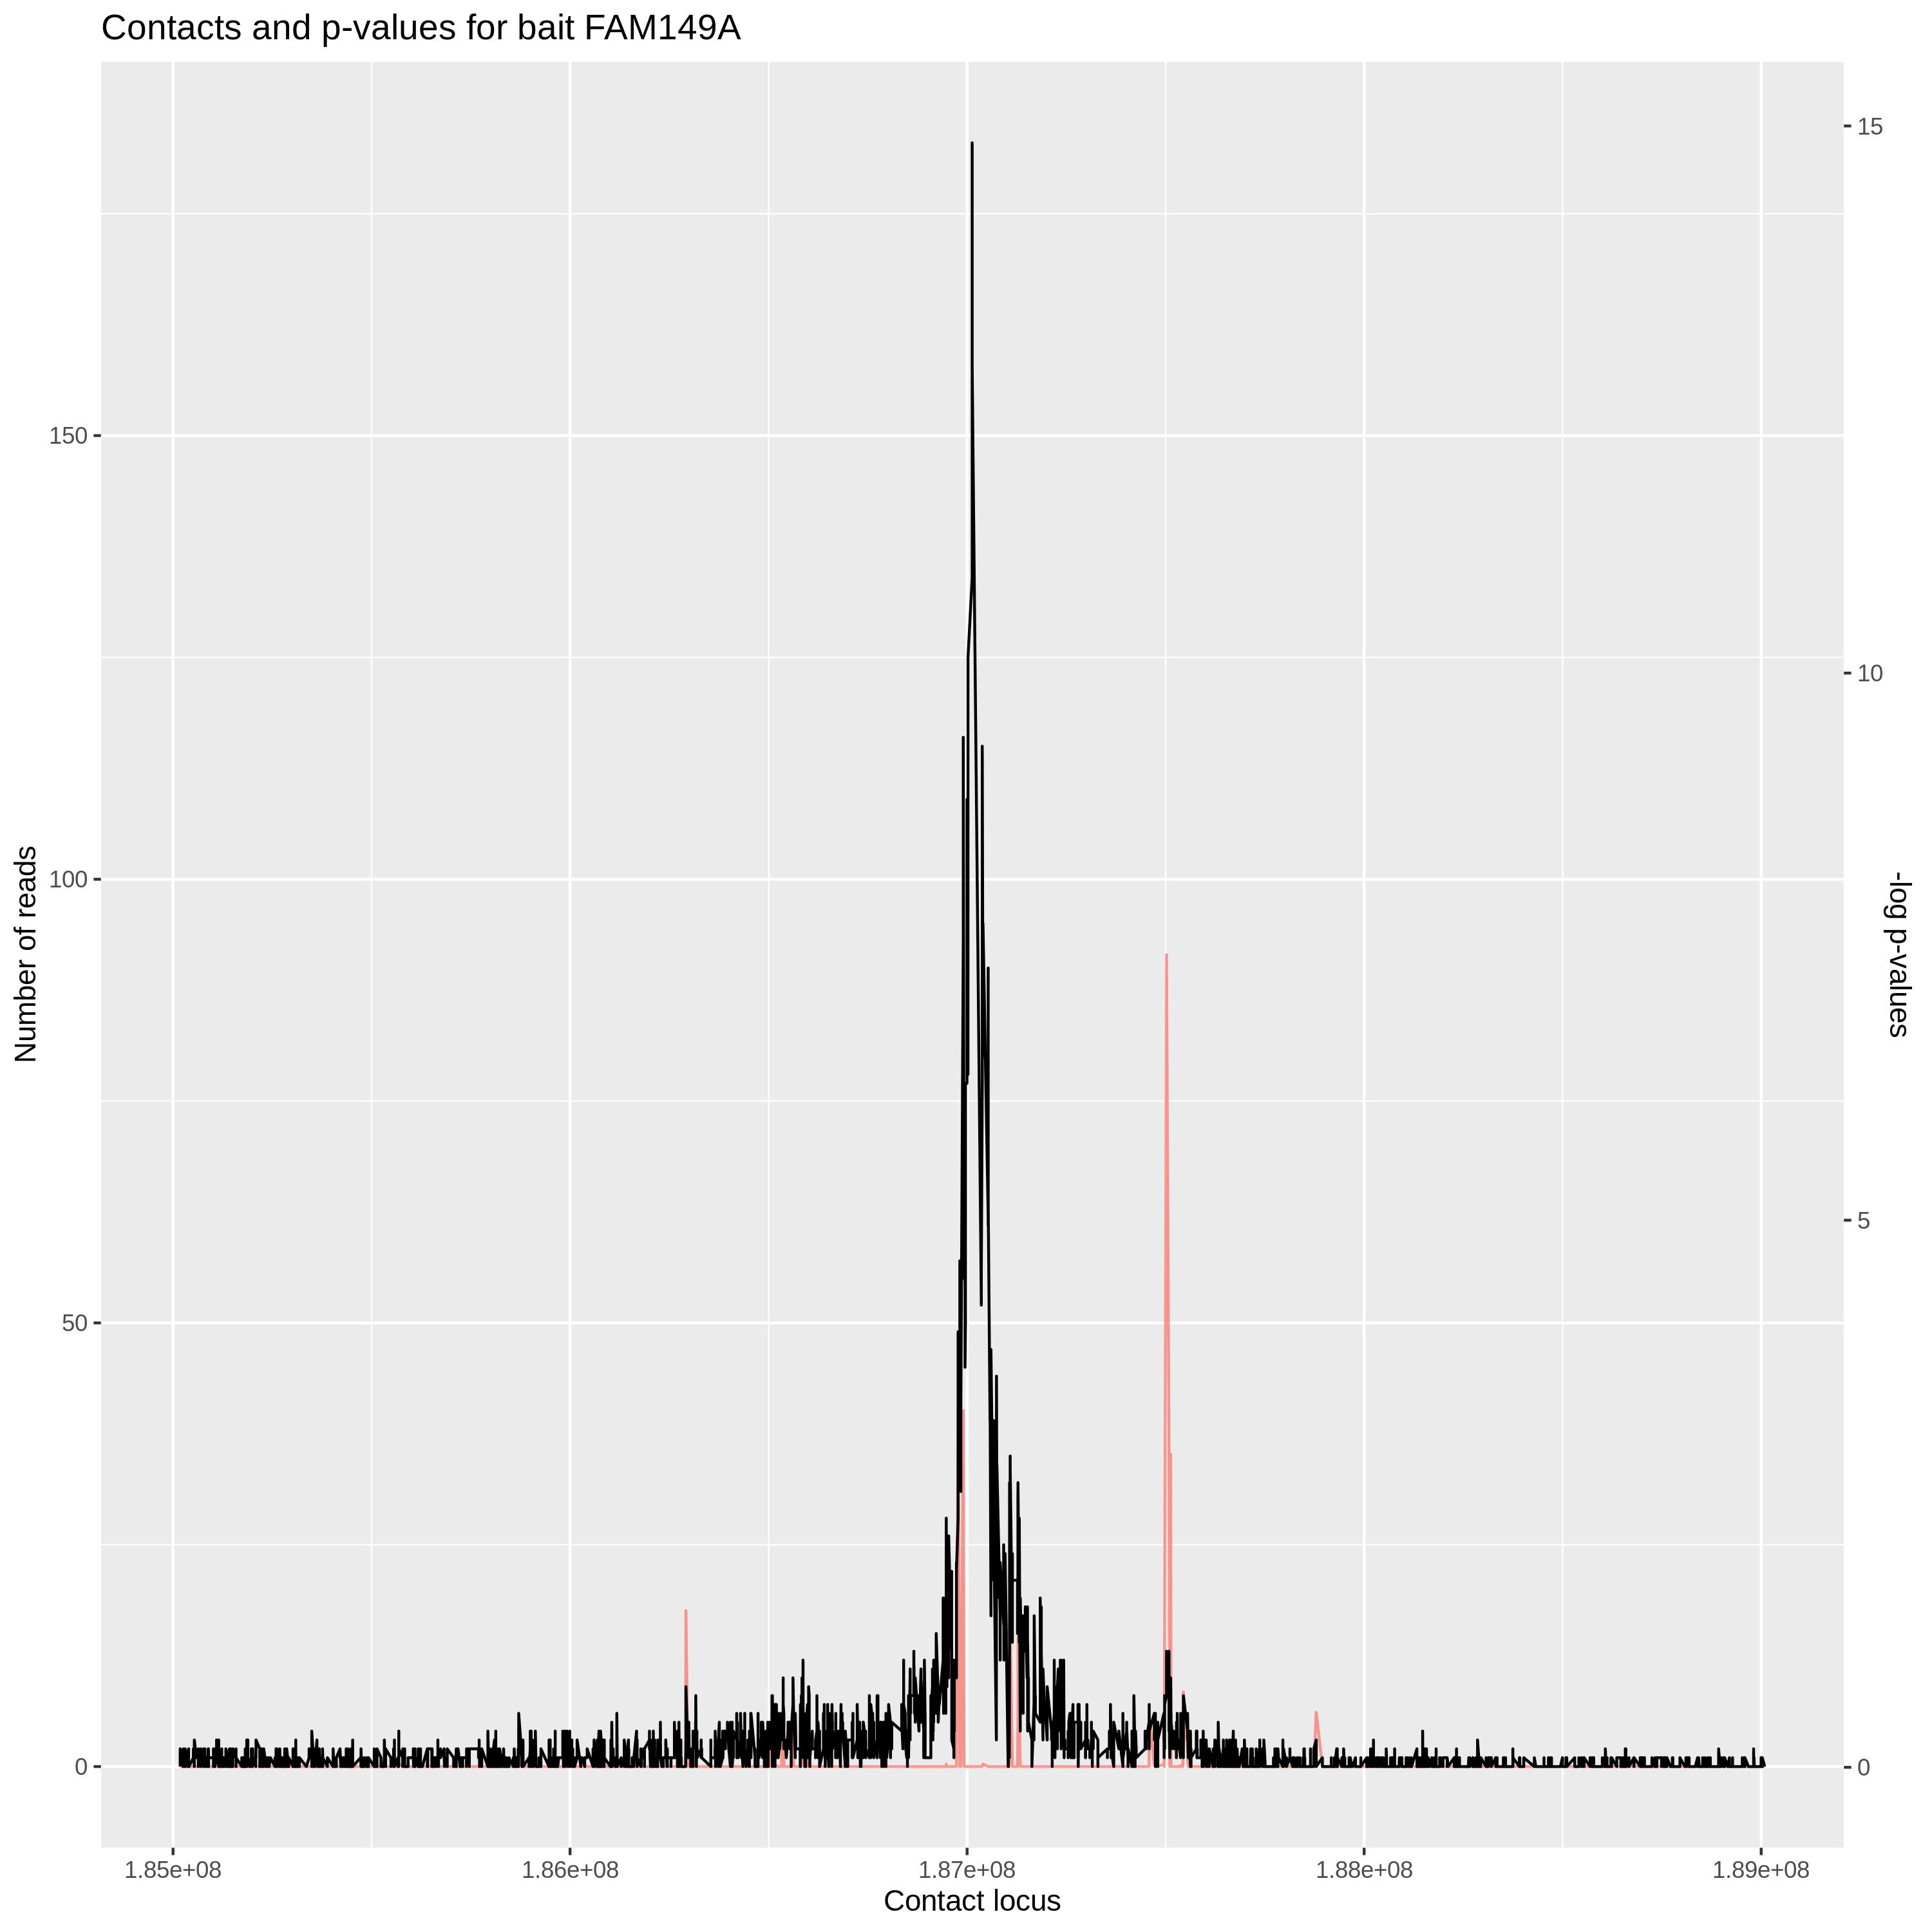 Contacts and p-values for bait FAM149A
15
150
10
100
Number of reads
-log p-values
5
50
0
0
1.85e+08 1.86e+08 1.87e+08 1.88e+08 1.89e+08
Contact locus